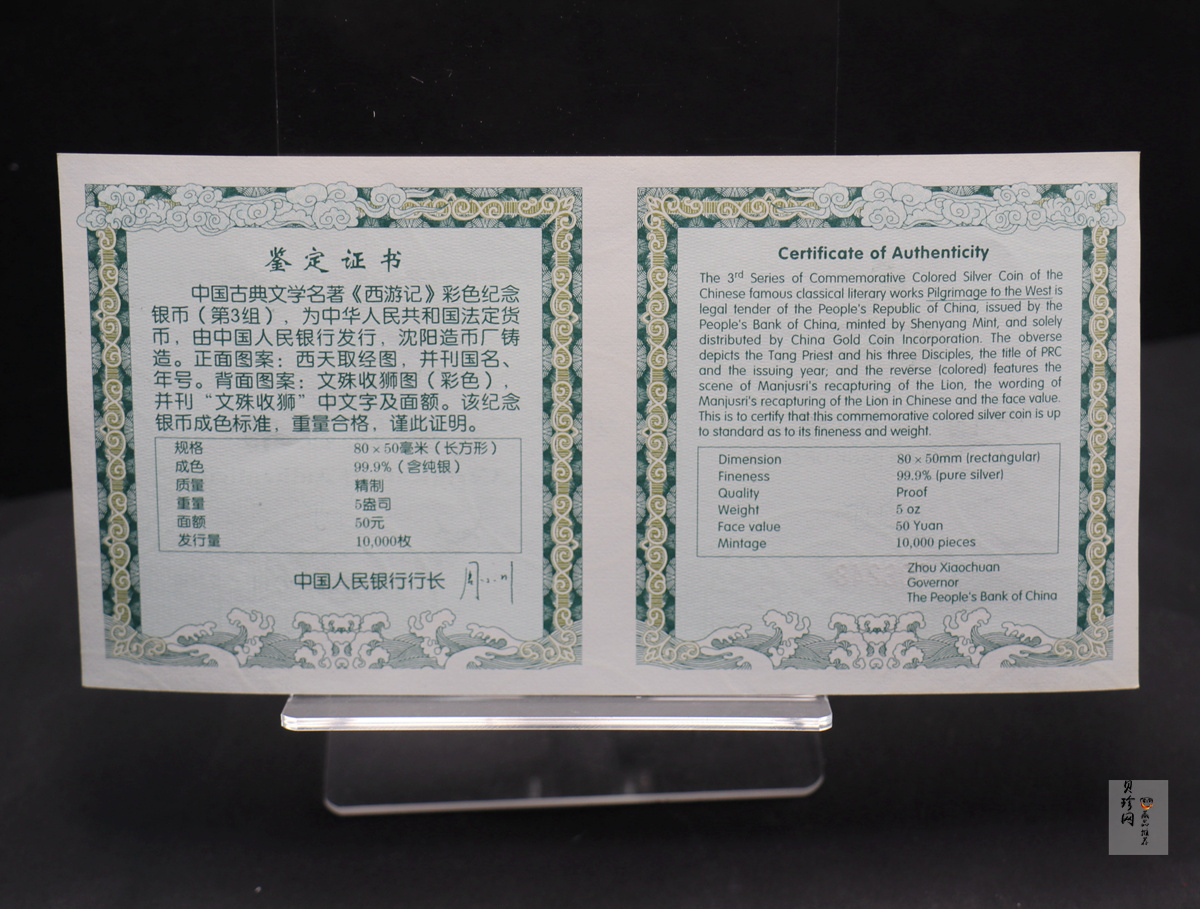 鉴定证书
中国古典文学名著《西游记》彩色纪念
银币（第3组），为中华人民共和国法定货
币，由中国人民银行发行，沈阳造币厂铸
造。正面图案：西天取经图，并刊国名、
年号。背面图案：文殊收狮图（彩色），
并刊“文殊收狮”中文字及面额。该纪念
银币成色标准，重量合格，谨此证明。
规格 80×50毫米（长方形）
成色 99.9%（含纯银）
质量 精制
重量 5盎司
面额 50元
发行量 10,000枚
中国人民银行行长
Certificate of Authenticity
The 3rd Series of Commemorative Colored Silver Coin of the
Chinese famous classical literary works Pilgrimage to the West is
legal tender of the People's Republic of China, issued by the
People's Bank of China, minted by Shenyang Mint, and solely
distributed by China Gold Coin Incorporation. The obverse
depicts the Tang Priest and his three Disciples, the title of PRC
and the issuing year; and the reverse (colored) features the
scene of Manjusri's recapturing of the Lion, the wording of
Manjusri's recapturing of the Lion in Chinese and the face value.
This is to certify that this commemorative colored silver coin is up
to standard as to its fineness and weight.
Dimension 80×50mm (rectangular)
Fineness 99.9% (pure silver)
Quality Proof
Weight 5 oz
Face value 50 Yuan
Mintage 10,000 pieces
Zhou Xiaochuan
Governor
The People's Bank of China
贝珍网